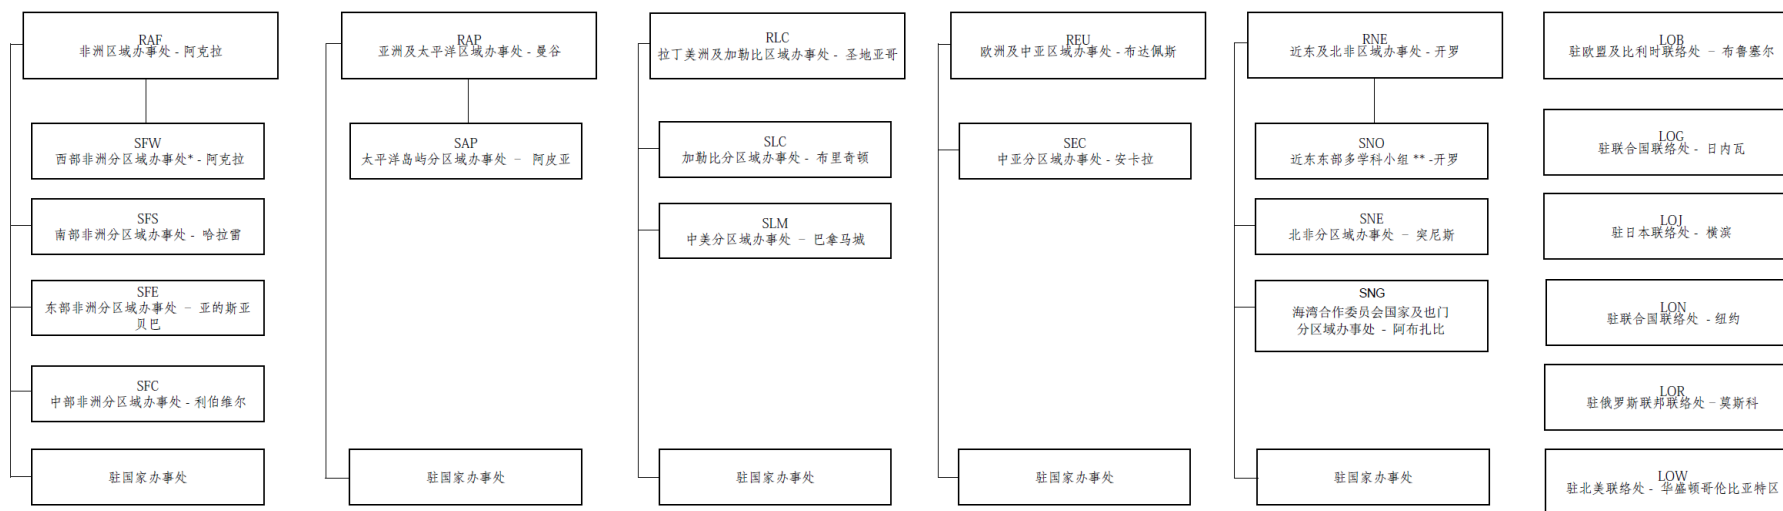 RAF
非洲区域办事处 - 阿克拉
SFW
西部非洲分区域办事处* - 阿克拉
SFS
南部非洲分区域办事处 - 哈拉雷
SFE
东部非洲分区域办事处 – 亚的斯亚
贝巴
SFC
中部非洲分区域办事处 - 利伯维尔
驻国家办事处
RAP
亚洲及太平洋区域办事处 - 曼谷
SAP
太平洋岛屿分区域办事处 – 阿皮亚
驻国家办事处
RLC
拉丁美洲及加勒比区域办事处 - 圣地亚哥
SLC
加勒比分区域办事处 - 布里奇顿
SLM
中美分区域办事处 – 巴拿马城
驻国家办事处
REU
欧洲及中亚区域办事处 - 布达佩斯
SEC
中亚分区域办事处 - 安卡拉
驻国家办事处
RNE
近东及北非区域办事处 - 开罗
SNO
近东东部多学科小组 ** -开罗
SNE
北非分区域办事处 – 突尼斯
SNG
海湾合作委员会国家及也门
分区域办事处 - 阿布扎比
驻国家办事处
LOB
驻欧盟及比利时联络处 – 布鲁塞尔
LOG
驻联合国联络处 - 日内瓦
LOJ
驻日本联络处 - 横滨
LON
驻联合国联络处 - 纽约
LOR
驻俄罗斯联邦联络处 – 莫斯科
LOW
驻北美联络处 - 华盛顿哥伦比亚特区